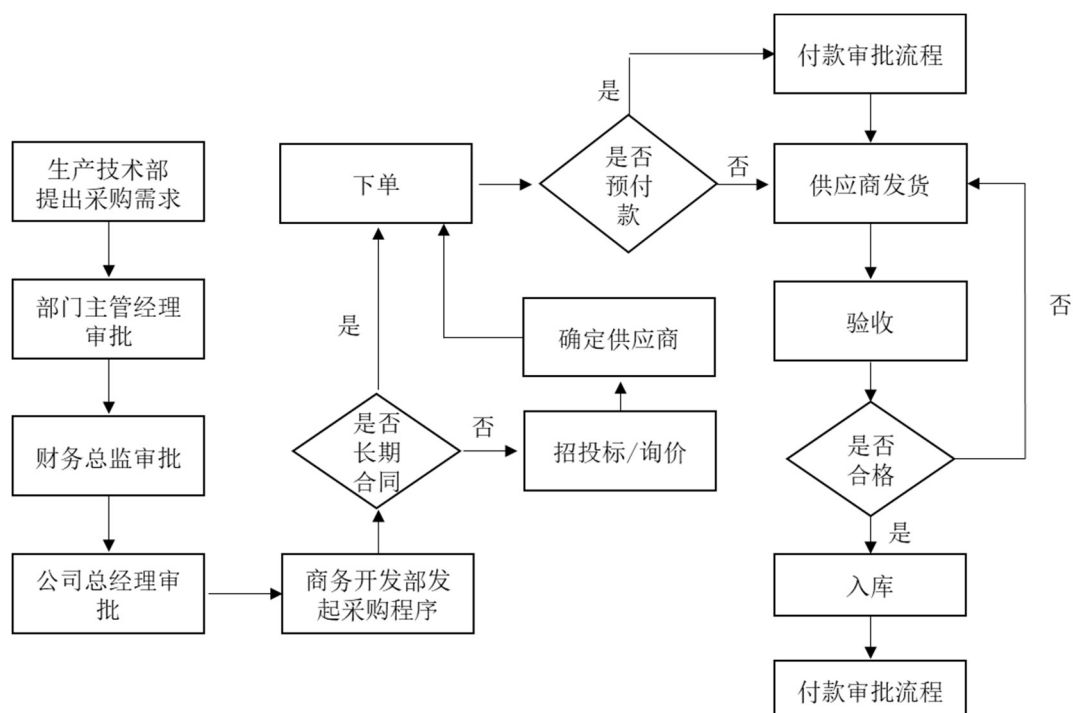 生产技术部
提出采购需求
部门主管经理
审批
财务总监审批
公司总经理审
批
商务开发部发
起采购程序
是否
长期
合同
是
否
招投标/询价
确定供应商
下单
是否
预付
款
是
否
付款审批流程
供应商发货
验收
是否
合格
否
是
入库
付款审批流程